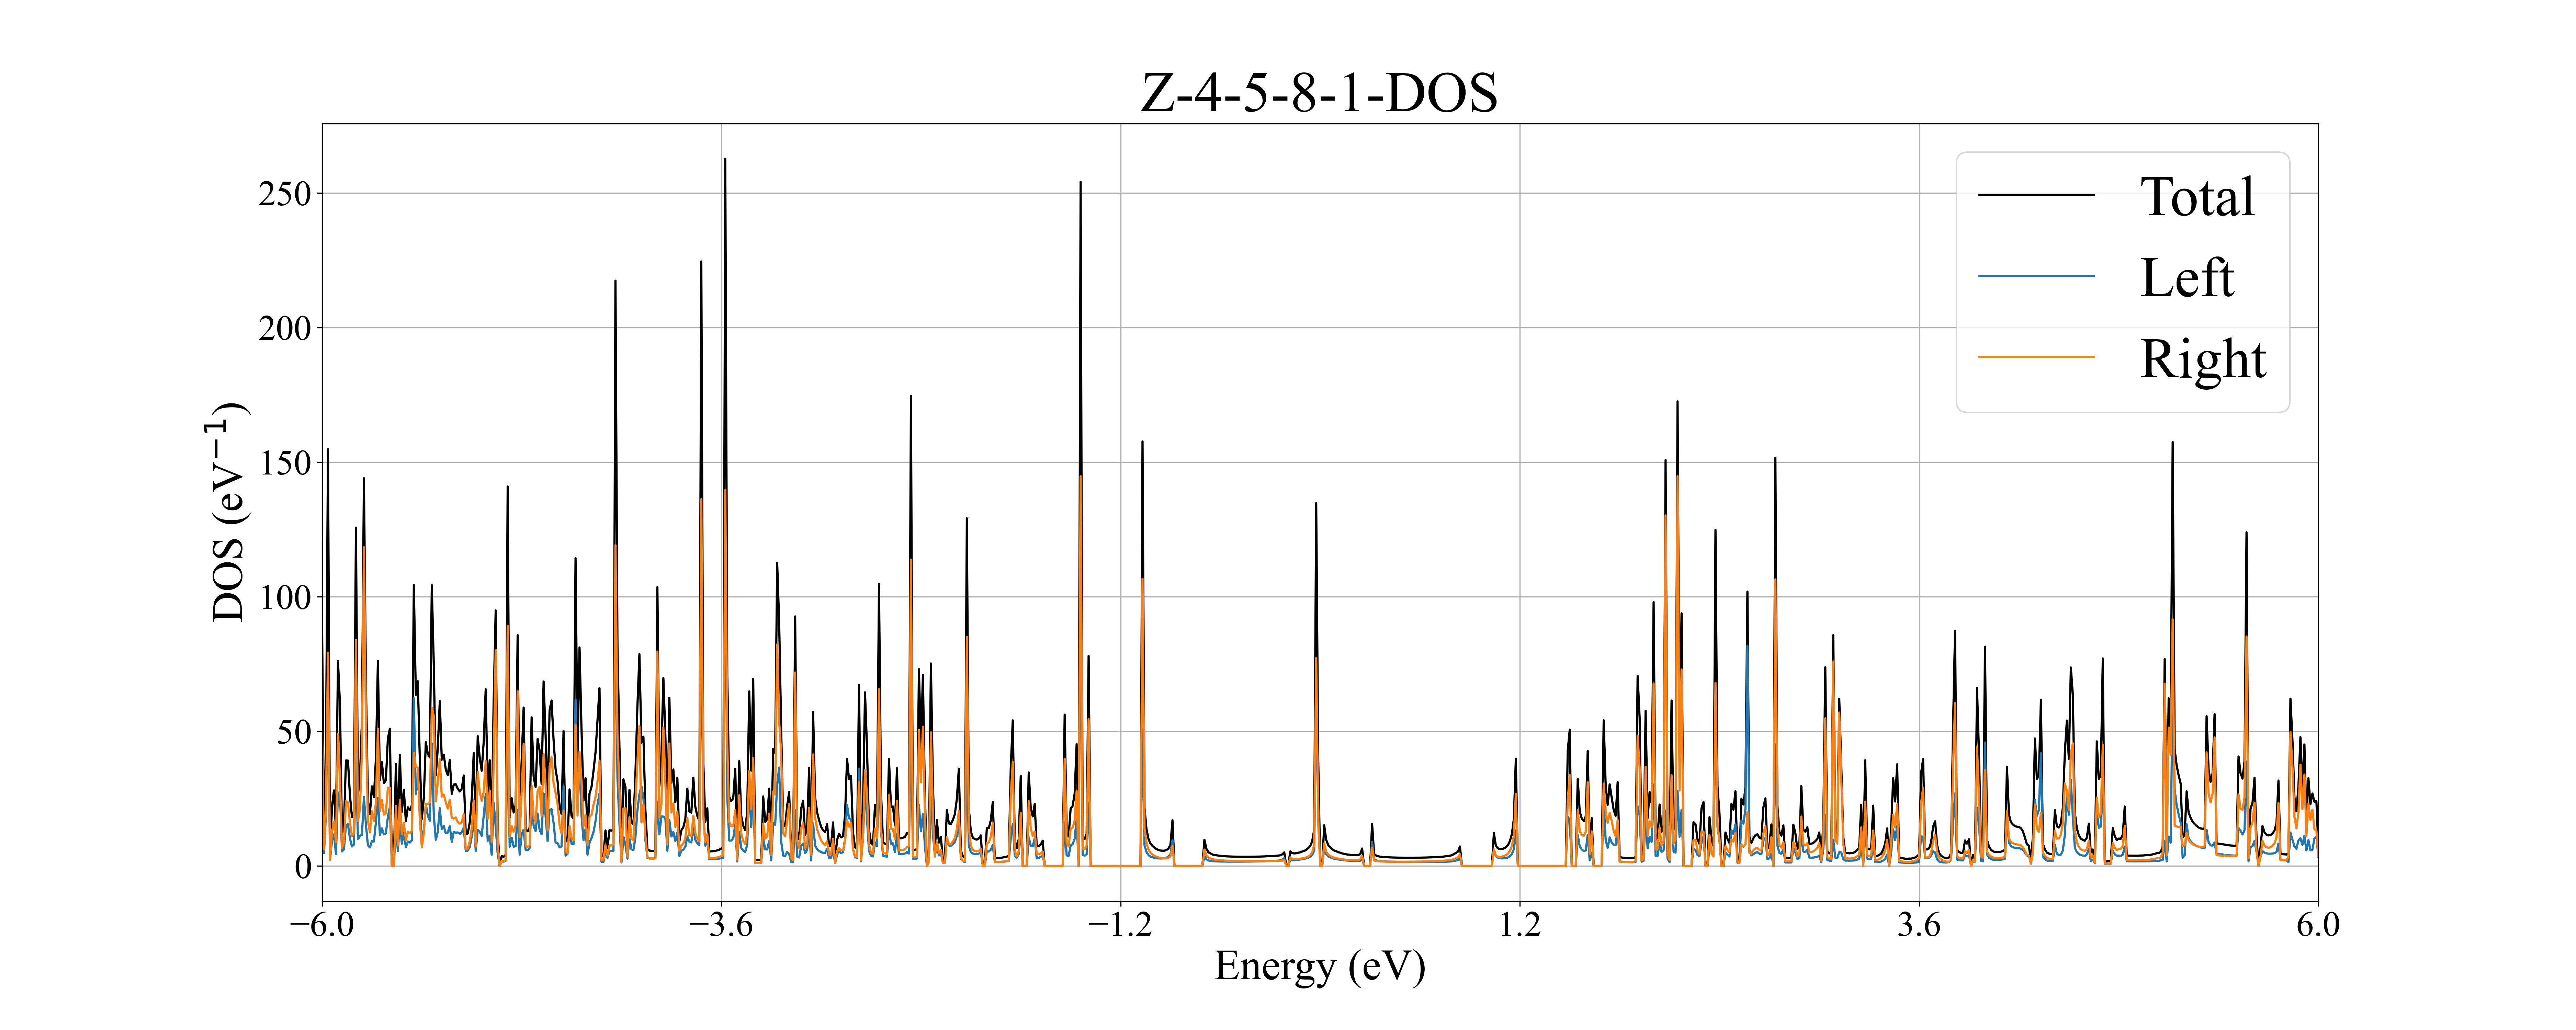 Z-4-5-8-1-DOS
Total
Left
Right
DOS (eV⁻¹)
250
200
150
100
50
0
−6.0 −3.6 −1.2 1.2 3.6 6.0
Energy (eV)